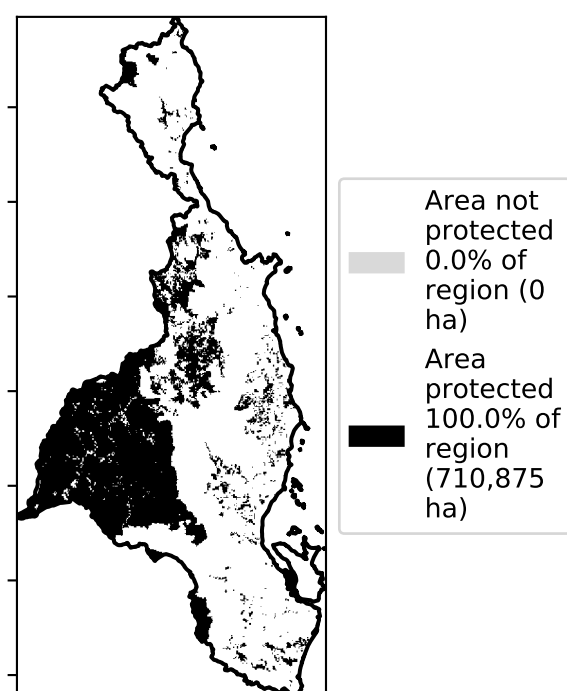 Area not
protected
0.0% of
region (0
ha)
Area
protected
100.0% of
region
(710,875
ha)